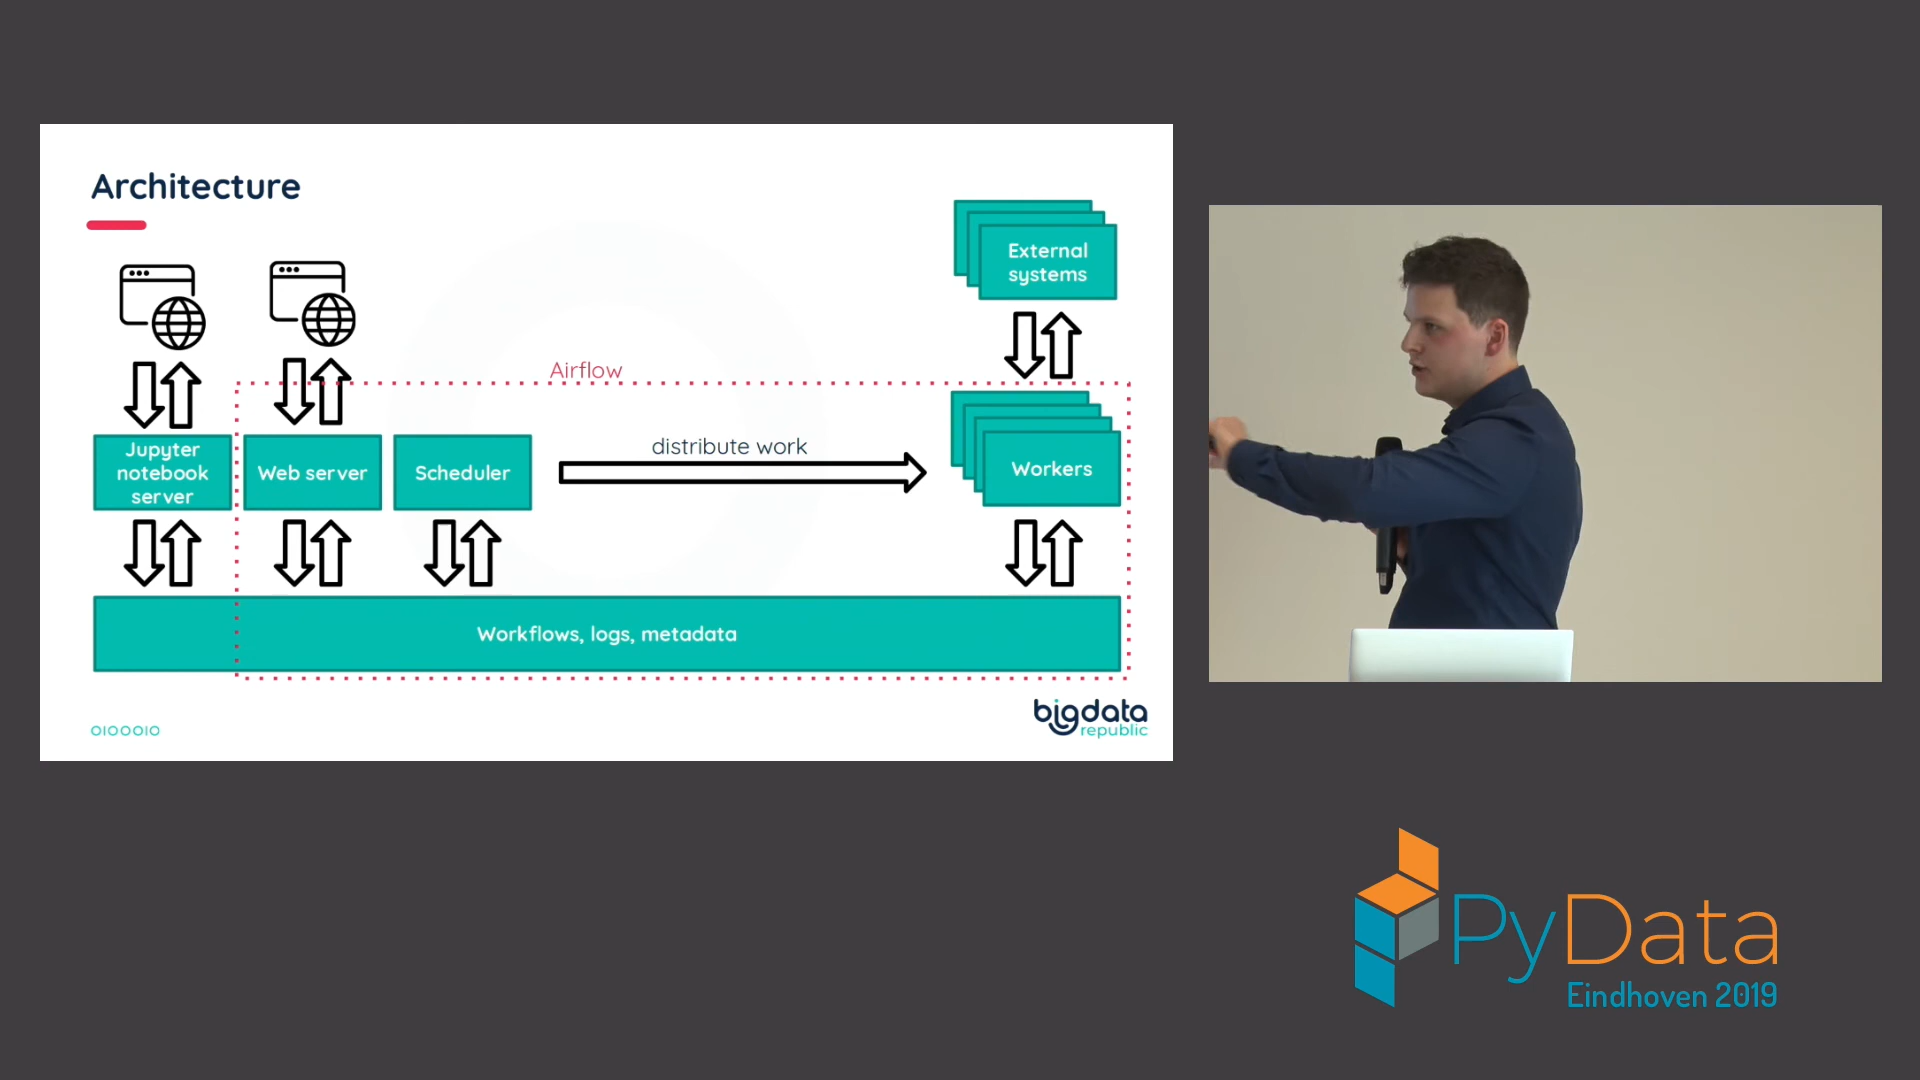 Architecture
External
systems
Airflow
distribute work
Jupyter
notebook
server
Web server
Scheduler
Workers
Workflows, logs, metadata
0100010
bigdata
republic
PyData
Eindhoven 2019